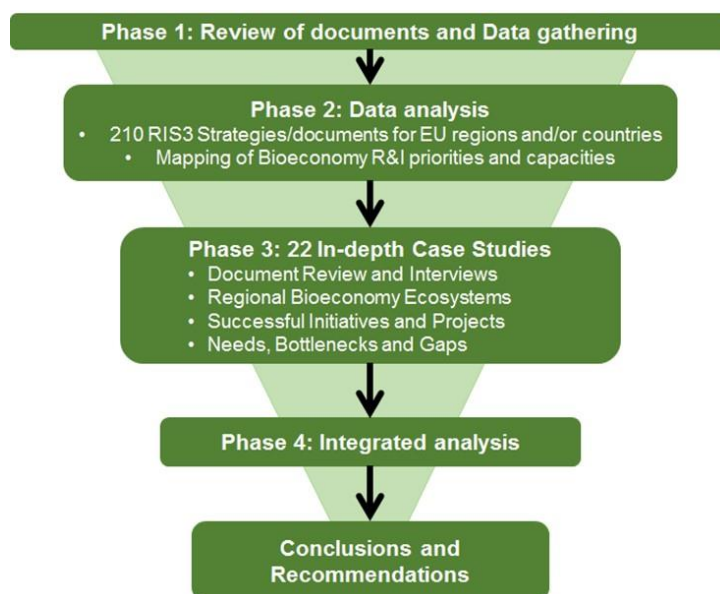 Phase 1: Review of documents and Data gathering
Phase 2: Data analysis
• 210 RIS3 Strategies/documents for EU regions and/or countries
• Mapping of Bioeconomy R&I priorities and capacities
Phase 3: 22 In-depth Case Studies
• Document Review and Interviews
• Regional Bioeconomy Ecosystems
• Successful Initiatives and Projects
• Needs, Bottlenecks and Gaps
Phase 4: Integrated analysis
Conclusions and
Recommendations